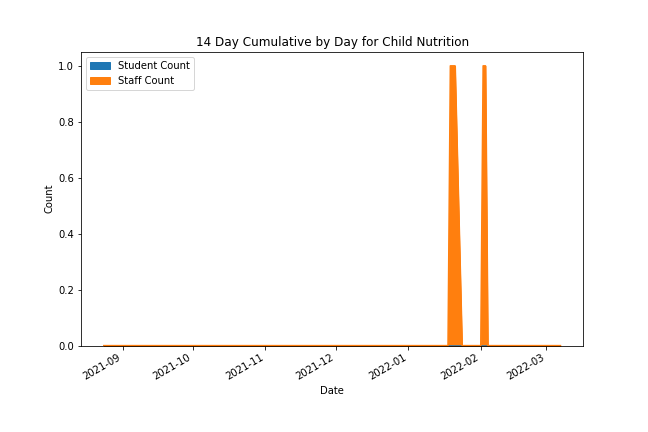 14 Day Cumulative by Day for Child Nutrition
Student Count
Staff Count
1.0
0.8
0.6
0.4
0.2
0.0
Count
2021-09
2021-10
2021-11
2021-12
2022-01
2022-02
2022-03
Date